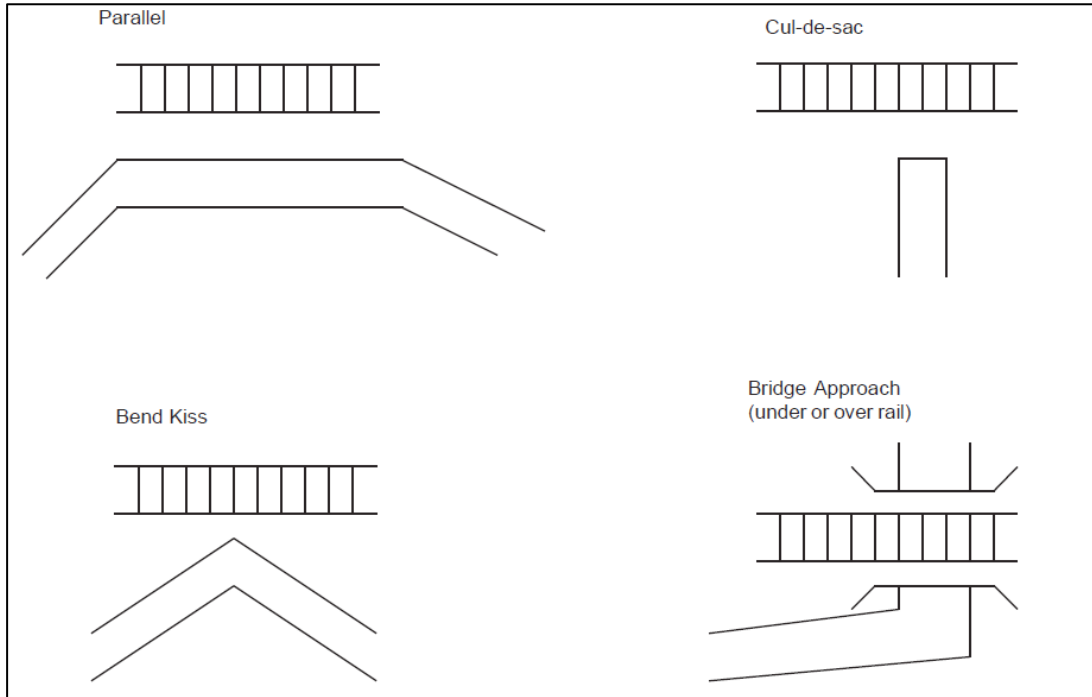 Parallel
Cul-de-sac
Bend Kiss
Bridge Approach
(under or over rail)